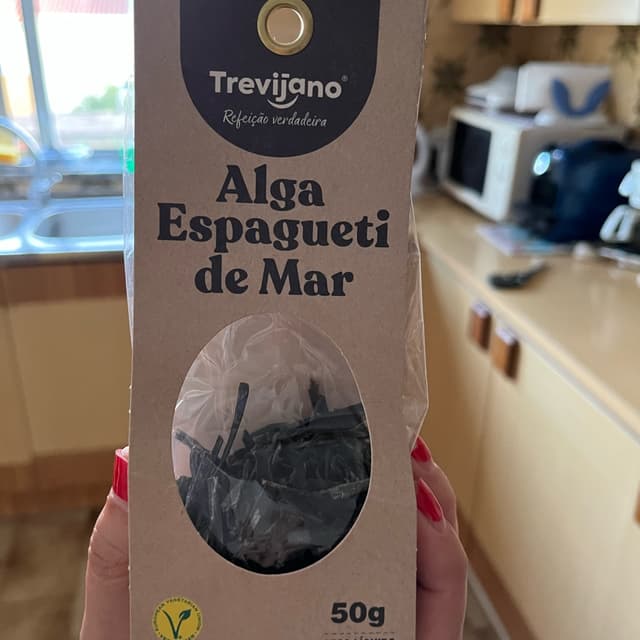 Trevijano®
Refeição verdadeira
Alga
Espagueti
de Mar
50g